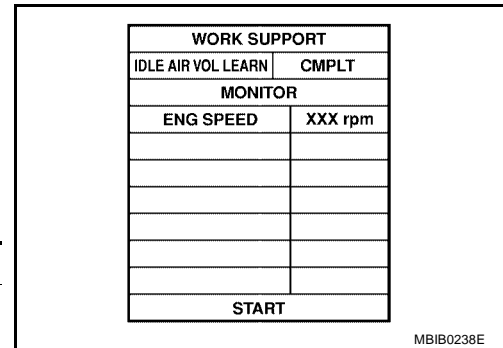 WORK SUPPORT
IDLE AIR VOL LEARN CMPLT
MONITOR
ENG SPEED XXX rpm
START
MBIB0238E